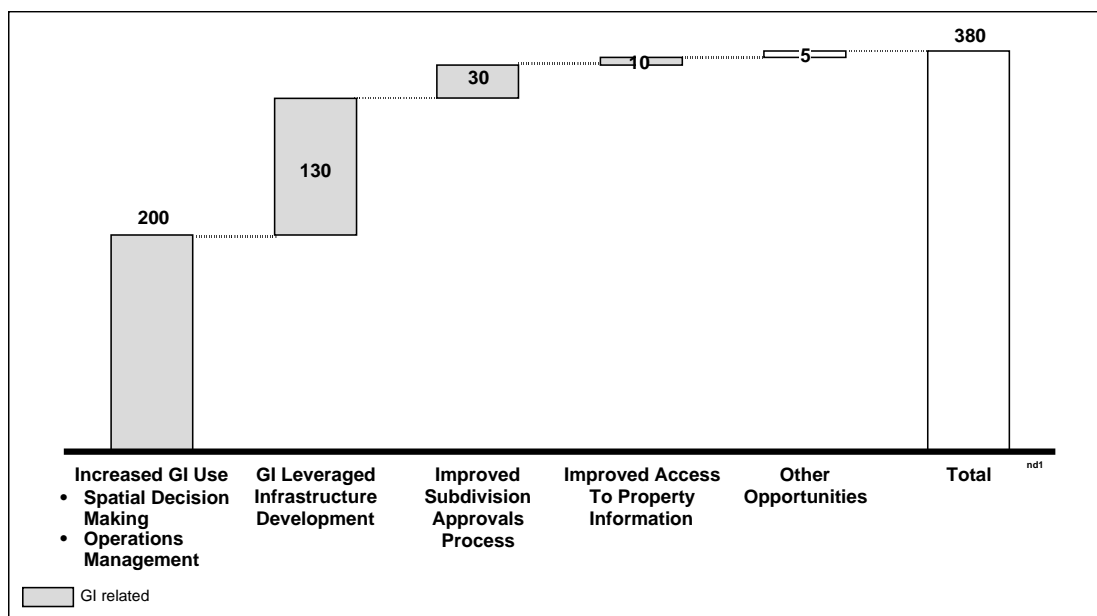 380
5
10
30
130
200
Increased GI Use
• Spatial Decision
Making
• Operations
Management
GI Leveraged
Infrastructure
Development
Improved
Subdivision
Approvals
Process
Improved Access
To Property
Information
Other
Opportunities
Total
nd1
GI related